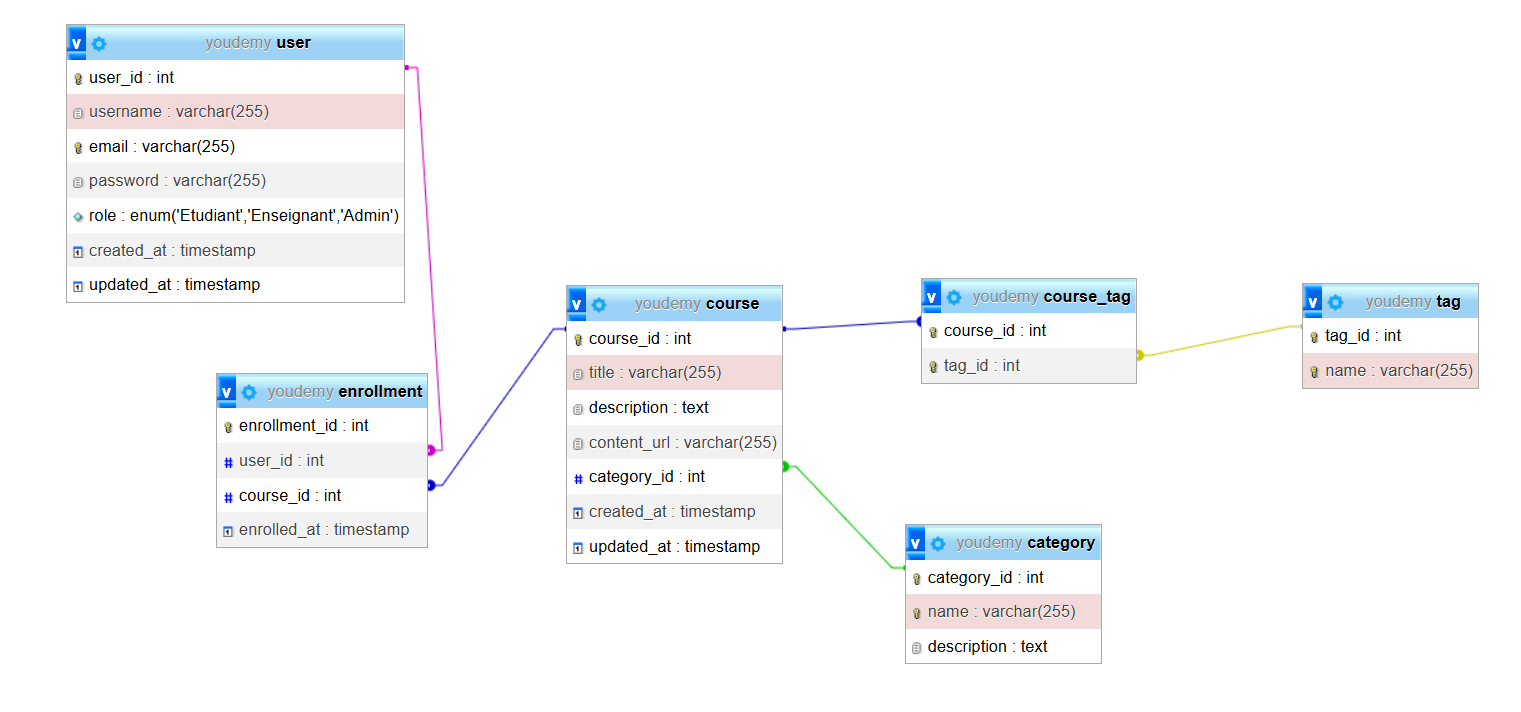 v youdemy user
user_id : int
username : varchar(255)
email : varchar(255)
password : varchar(255)
role : enum('Etudiant','Enseignant','Admin')
created_at : timestamp
updated_at : timestamp
v youdemy enrollment
enrollment_id : int
# user_id : int
# course_id : int
enrolled_at : timestamp
v youdemy course
course_id : int
title : varchar(255)
description : text
content_url : varchar(255)
# category_id : int
created_at : timestamp
updated_at : timestamp
v youdemy course_tag
course_id : int
tag_id : int
v youdemy tag
tag_id : int
name : varchar(255)
v youdemy category
category_id : int
name : varchar(255)
description : text